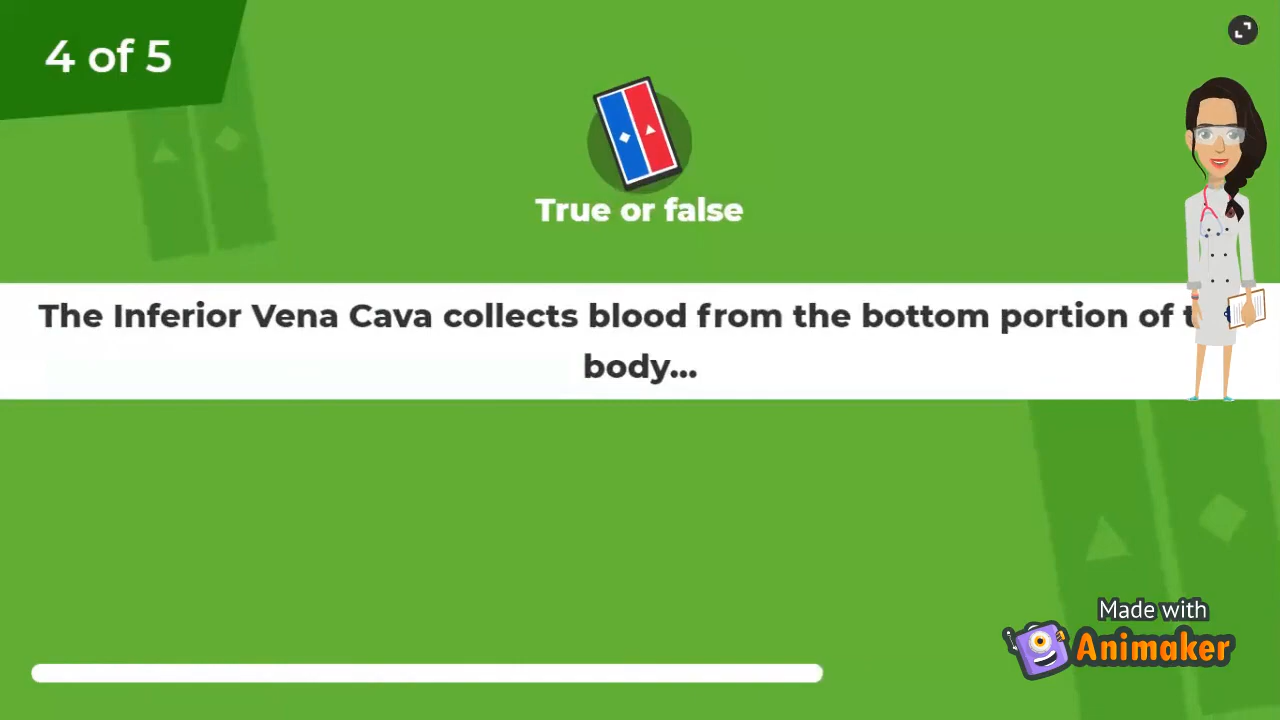 4 of 5
True or false
The Inferior Vena Cava collects blood from the bottom portion of
body...
Made with
Animaker